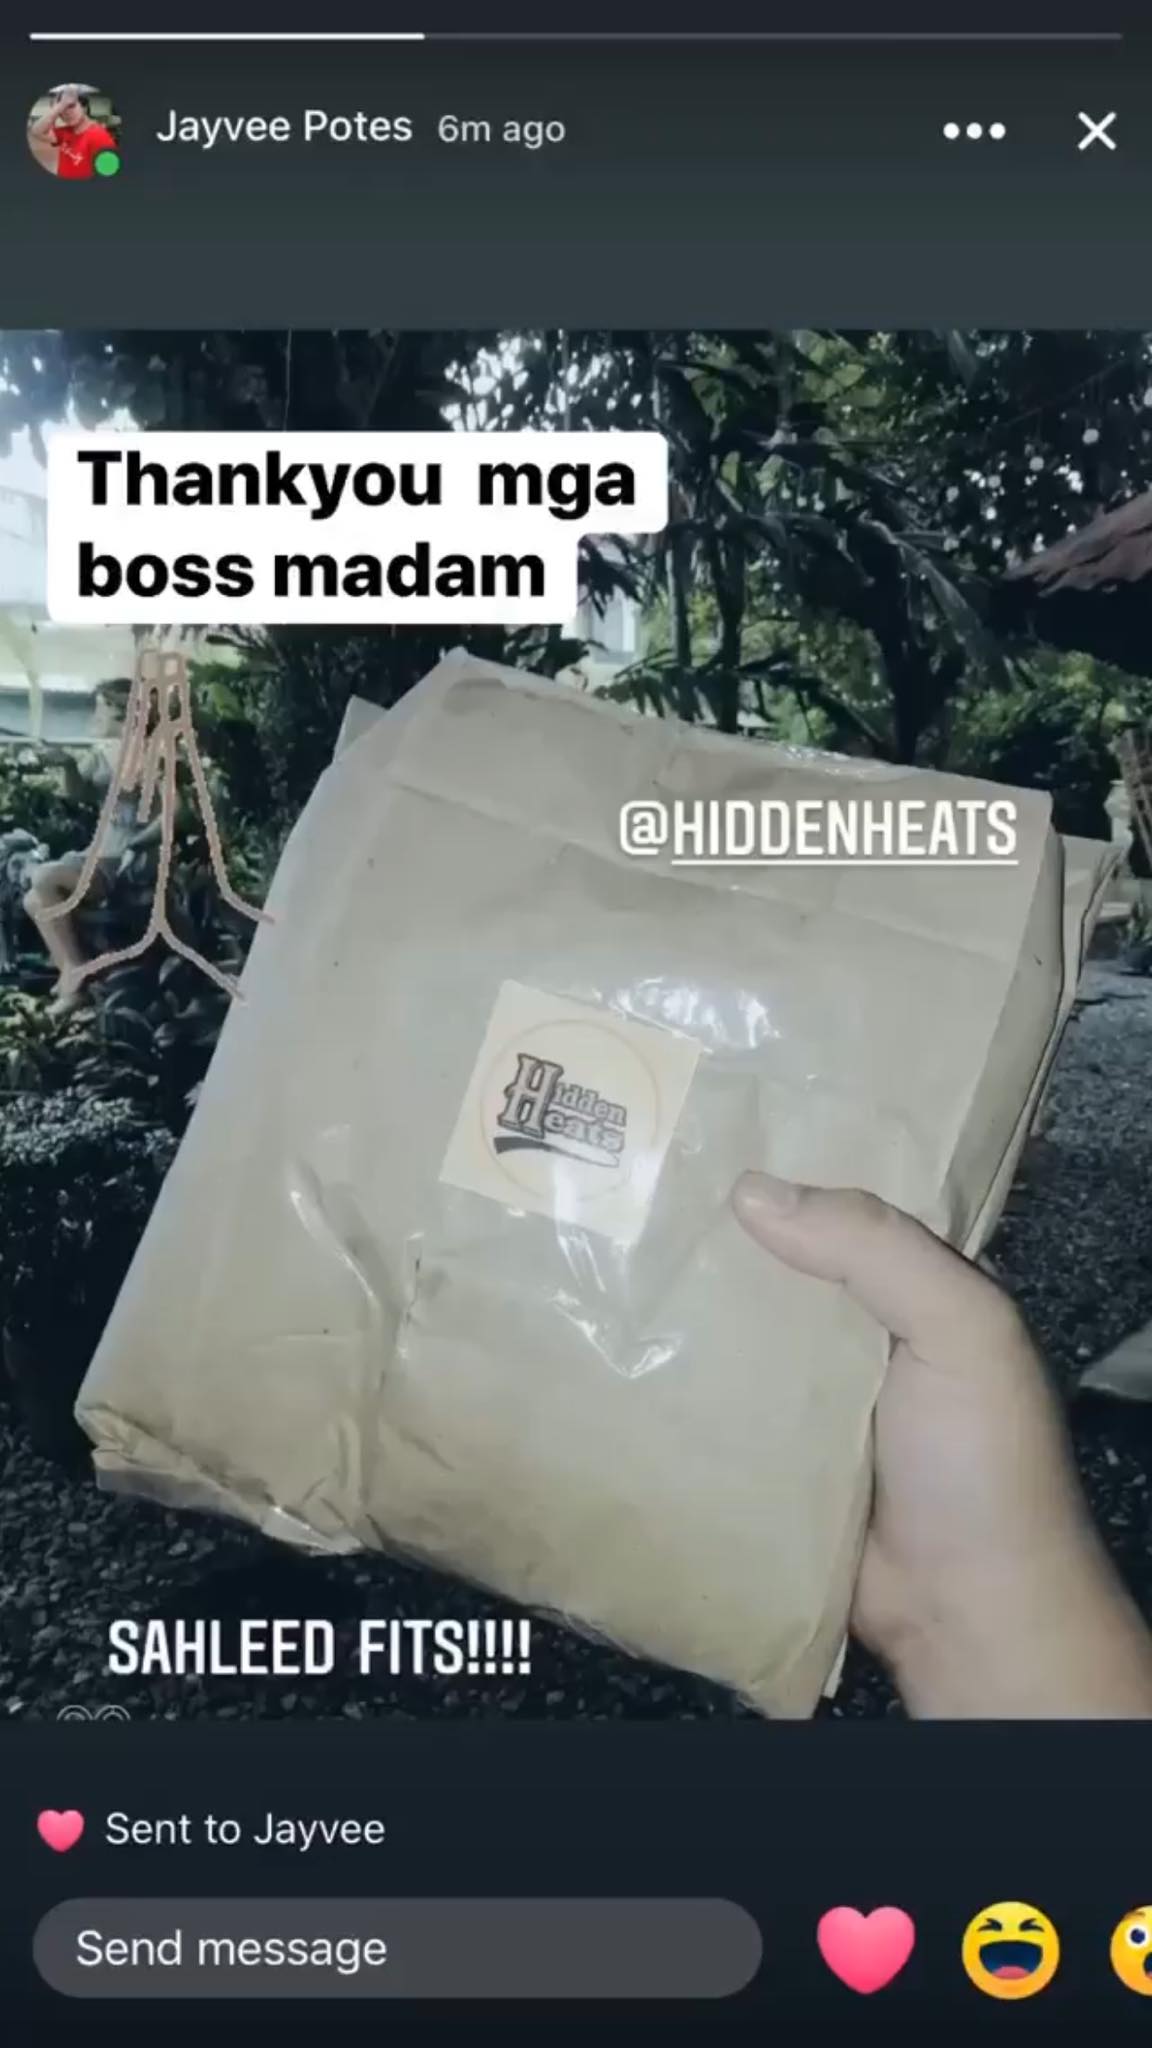 Jayvee Potes 6m ago
Thankyou mga
boss madam
@HIDDENHEATS
Hidden
Heats
SAHLEED FITS!!!!
Sent to Jayvee
Send message